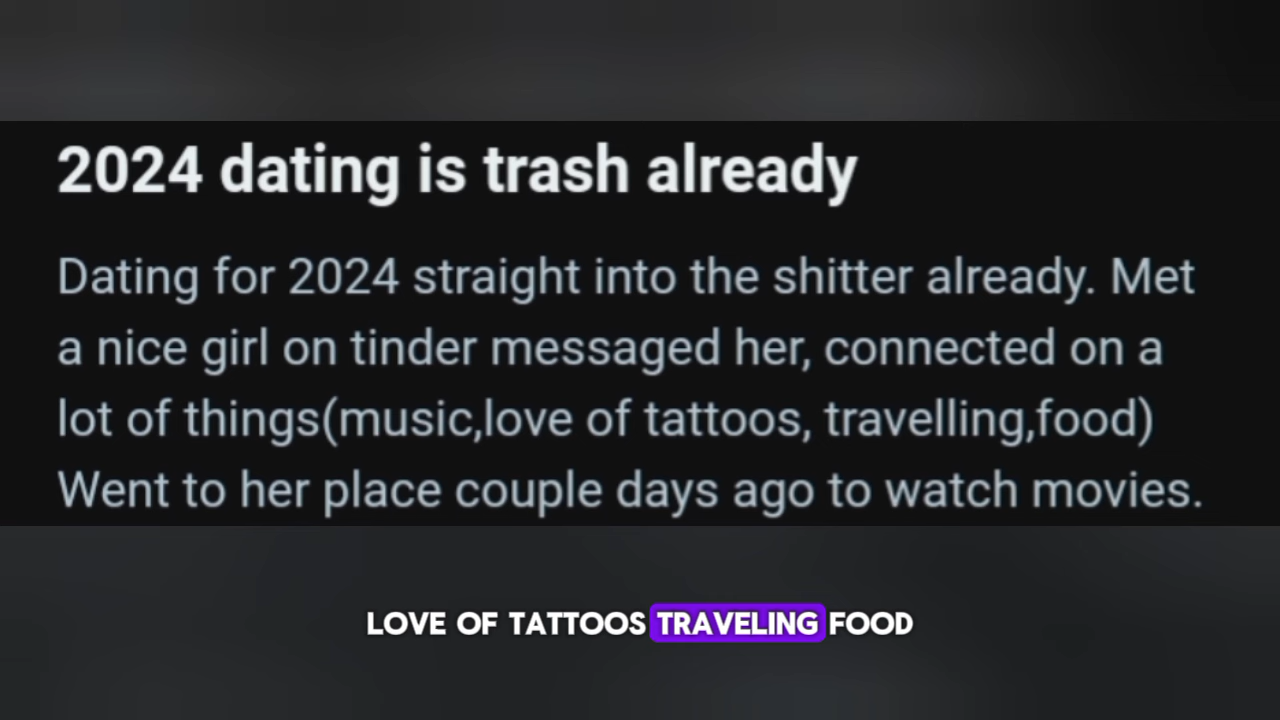 2024 dating is trash already
Dating for 2024 straight into the shitter already. Met
a nice girl on tinder messaged her, connected on a
lot of things(music,love of tattoos, travelling,food)
Went to her place couple days ago to watch movies.
LOVE OF TATTOOS TRAVELING FOOD